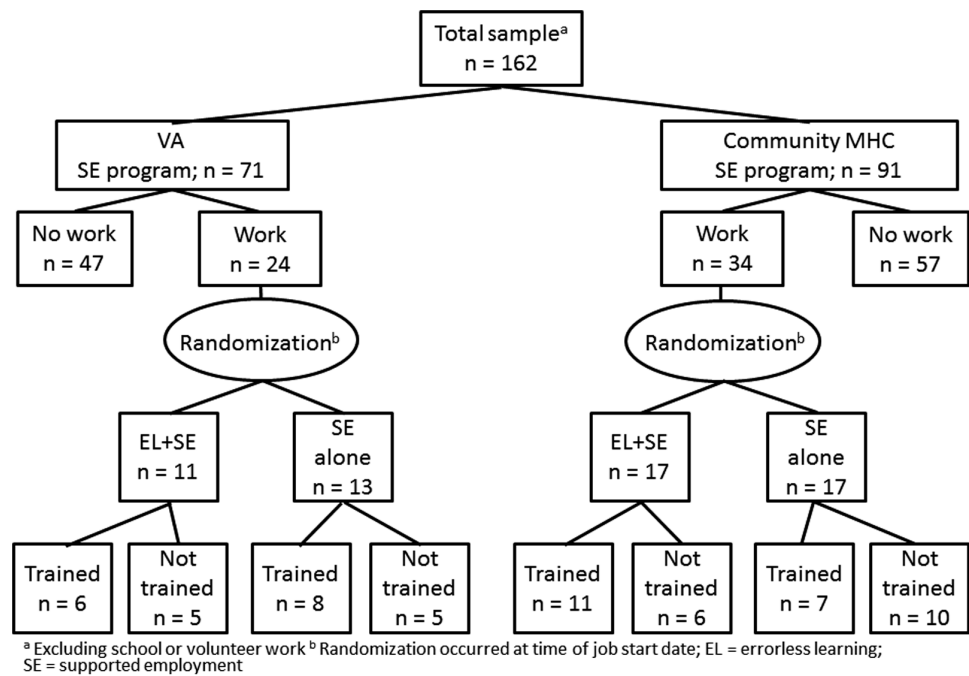 Total sampleᵃ
n = 162
VA
SE program; n = 71
Community MHC
SE program; n = 91
No work
n = 47
Work
n = 24
Work
n = 34
No work
n = 57
Randomizationᵇ
Randomizationᵇ
EL+SE
n = 11
SE
alone
n = 13
EL+SE
n = 17
SE
alone
n = 17
Trained
n = 6
Not
trained
n = 5
Trained
n = 8
Not
trained
n = 5
Trained
n = 11
Not
trained
n = 6
Trained
n = 7
Not
trained
n = 10
ᵃ Excluding school or volunteer work ᵇ Randomization occurred at time of job start date; EL = errorless learning;
SE = supported employment